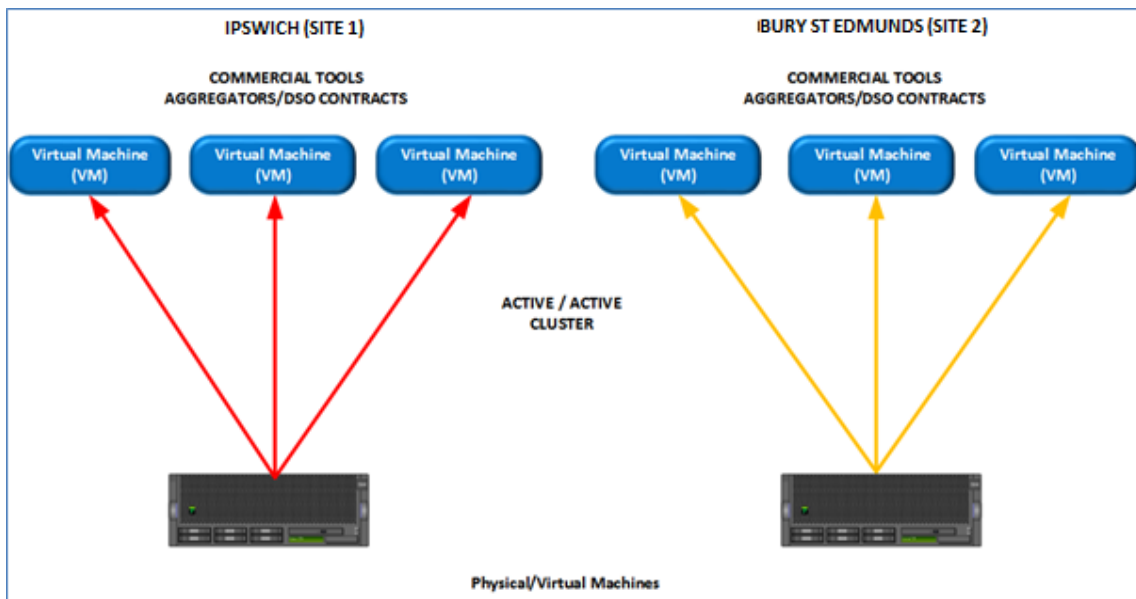 IPSWICH (SITE 1)
BURY ST EDMUNDS (SITE 2)
COMMERCIAL TOOLS
AGGREGATORS/DSO CONTRACTS
COMMERCIAL TOOLS
AGGREGATORS/DSO CONTRACTS
Virtual Machine
(VM)
Virtual Machine
(VM)
Virtual Machine
(VM)
Virtual Machine
(VM)
Virtual Machine
(VM)
Virtual Machine
(VM)
ACTIVE / ACTIVE
CLUSTER
Physical/Virtual Machines